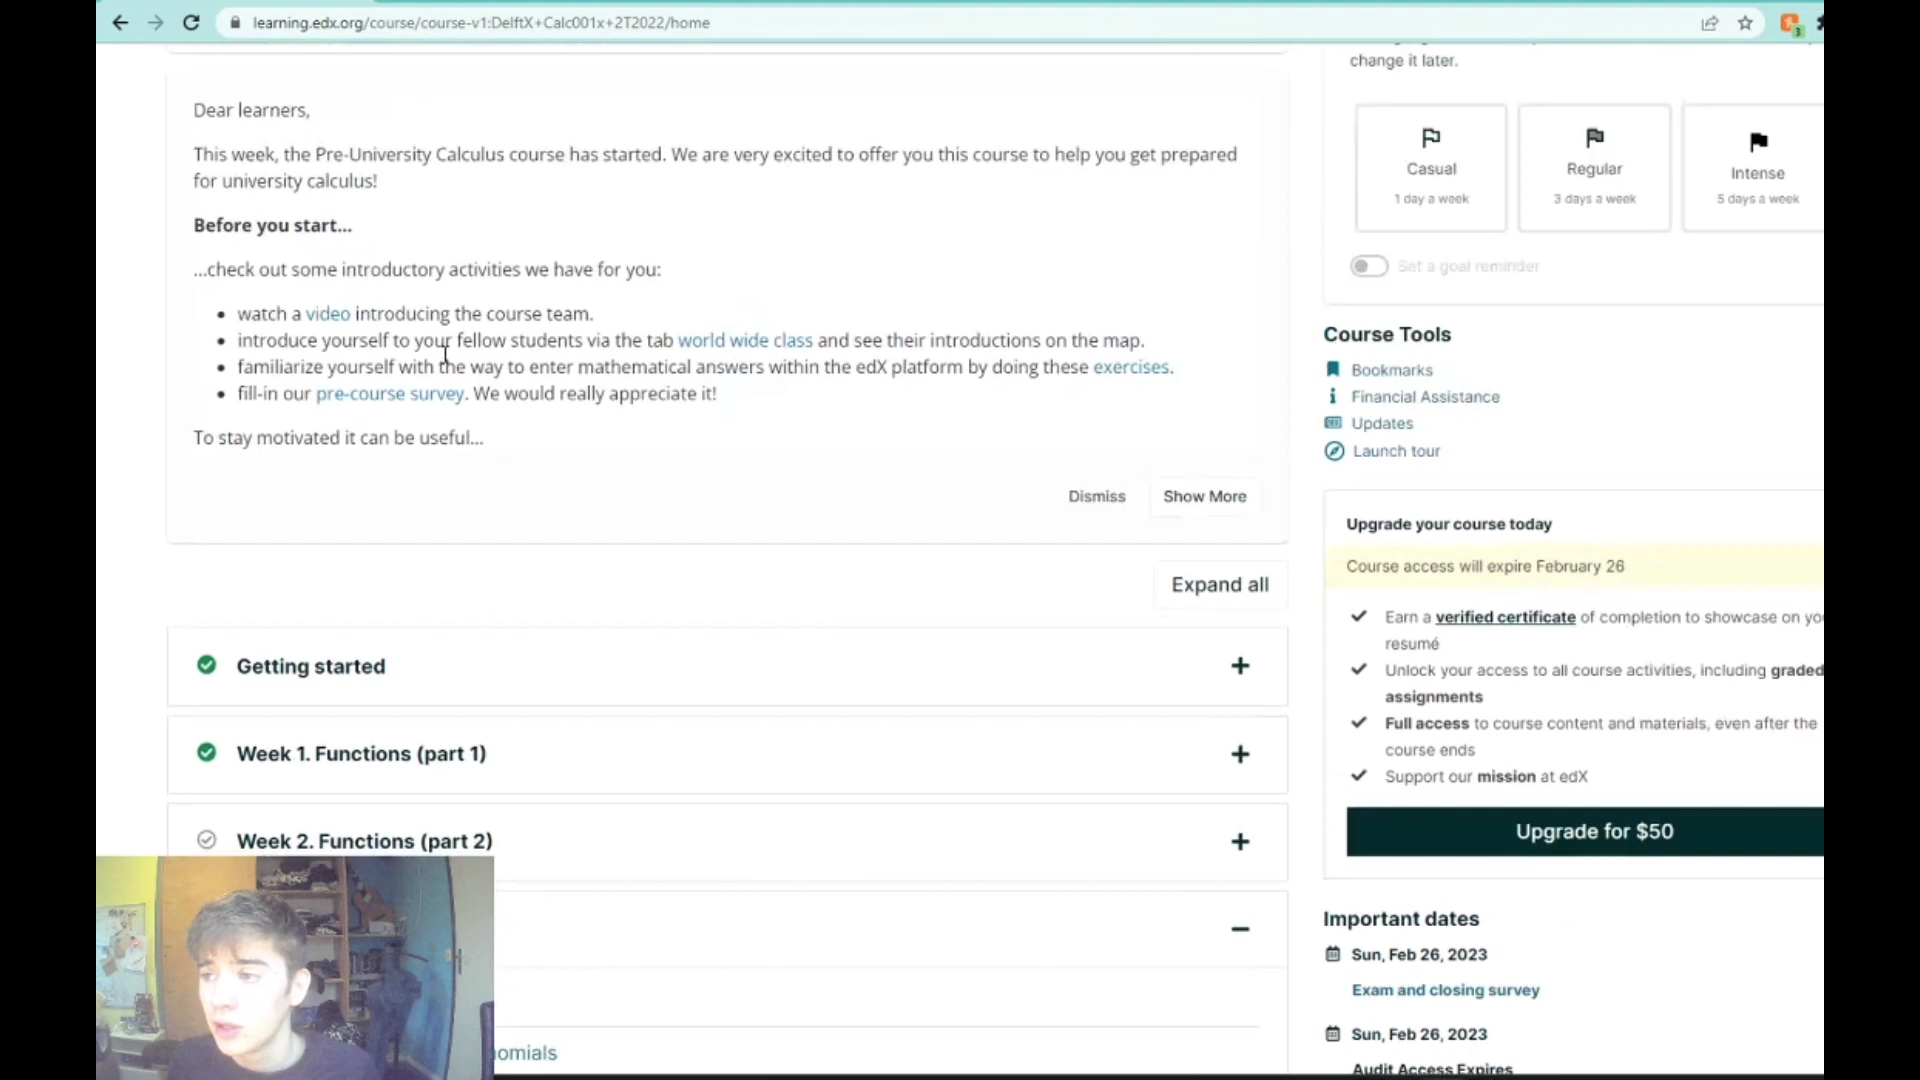 learning.edx.org/course/course-v1:DelftX+Calc001x+2T2022/home
1
Dear learners,
This week, the Pre-University Calculus course has started. We are very excited to offer you this course to help you get prepared
for university calculus!
Before you start...
...check out some introductory activities we have for you:
• watch a video introducing the course team.
• introduce yourself to your fellow students via the tab world wide class and see their introductions on the map.
• familiarize yourself with the way to enter mathematical answers within the edX platform by doing these exercises.
• fill-in our pre-course survey. We would really appreciate it!
To stay motivated it can be useful...
Dismiss
Show More
Expand all
Getting started
Week 1. Functions (part 1)
Week 2. Functions (part 2)
nomials
change it later.
Casual
1 day a week
Regular
3 days a week
Intense
5 days a week
Set a goal reminder
Course Tools
Bookmarks
Financial Assistance
Updates
Launch tour
Upgrade your course today
Course access will expire February 26
Earn a verified certificate of completion to showcase on you
resumé
Unlock your access to all course activities, including graded
assignments
Full access to course content and materials, even after the
course ends
Support our mission at edX
Upgrade for $50
Important dates
Sun, Feb 26, 2023
Exam and closing survey
Sun, Feb 26, 2023
Audit Access Expires